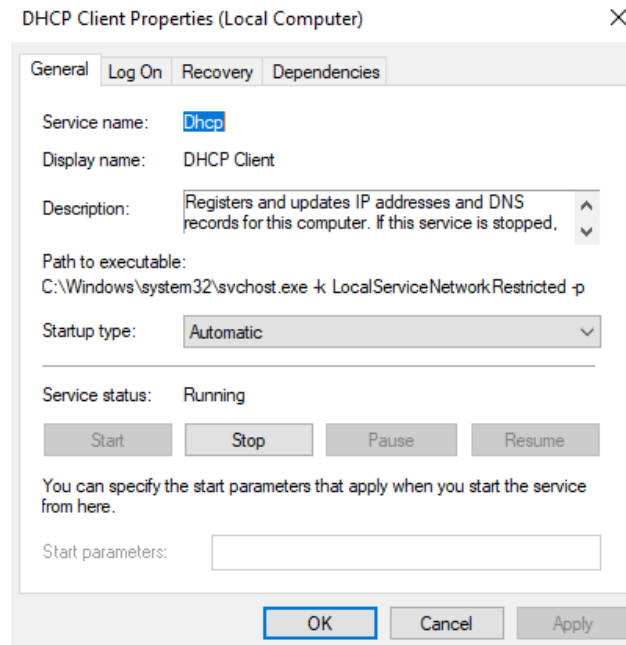 DHCP Client Properties (Local Computer)
General Log On Recovery Dependencies
Service name: Dhcp
Display name: DHCP Client
Description: Registers and updates IP addresses and DNS
records for this computer. If this service is stopped,
Path to executable:
C:\Windows\system32\svchost.exe -k LocalServiceNetworkRestricted -p
Startup type: Automatic
Service status: Running
Start Stop Pause Resume
You can specify the start parameters that apply when you start the service
from here.
Start parameters:
OK Cancel Apply